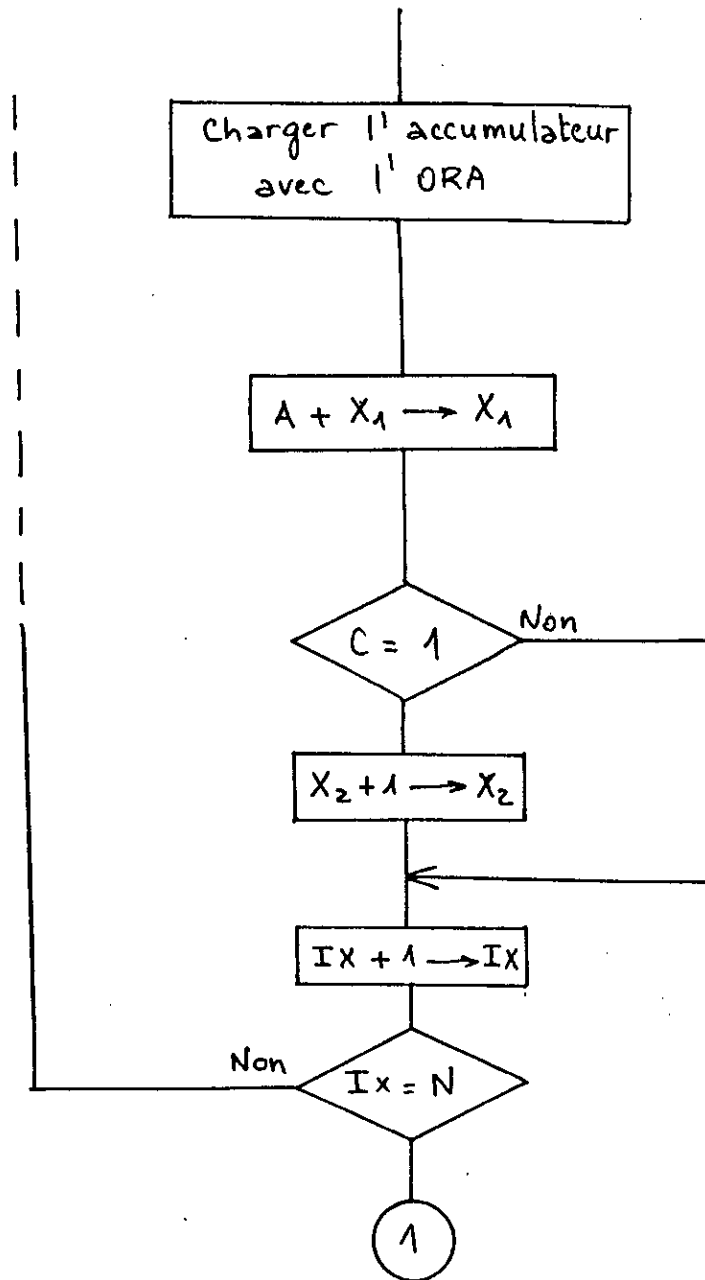 Charger l'accumulateur
avec l' ORA
A + X₁ → X₁
C = 1
Non
X₂+1 → X₂
IX + 1 → IX
Non
IX = N
1